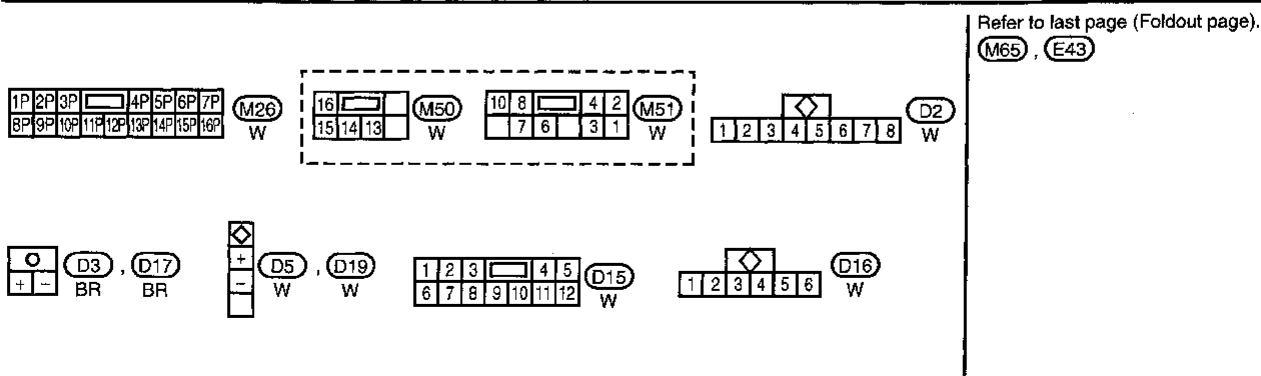 Refer to last page (Foldout page).
M65 , E43
1P 2P 3P 4P 5P 6P 7P
8P 9P 10P 11P 12P 13P 14P 15P 16P
M26
W
16
15 14 13
M50
W
10 8 4 2
7 6 3 1
M51
W
1 2 3 4 5 6 7 8
D2
W
+ -
D3 , D17
BR BR
+
-
D5 , D19
W W
1 2 3 4 5
6 7 8 9 10 11 12
D15
W
1 2 3 4 5 6
D16
W